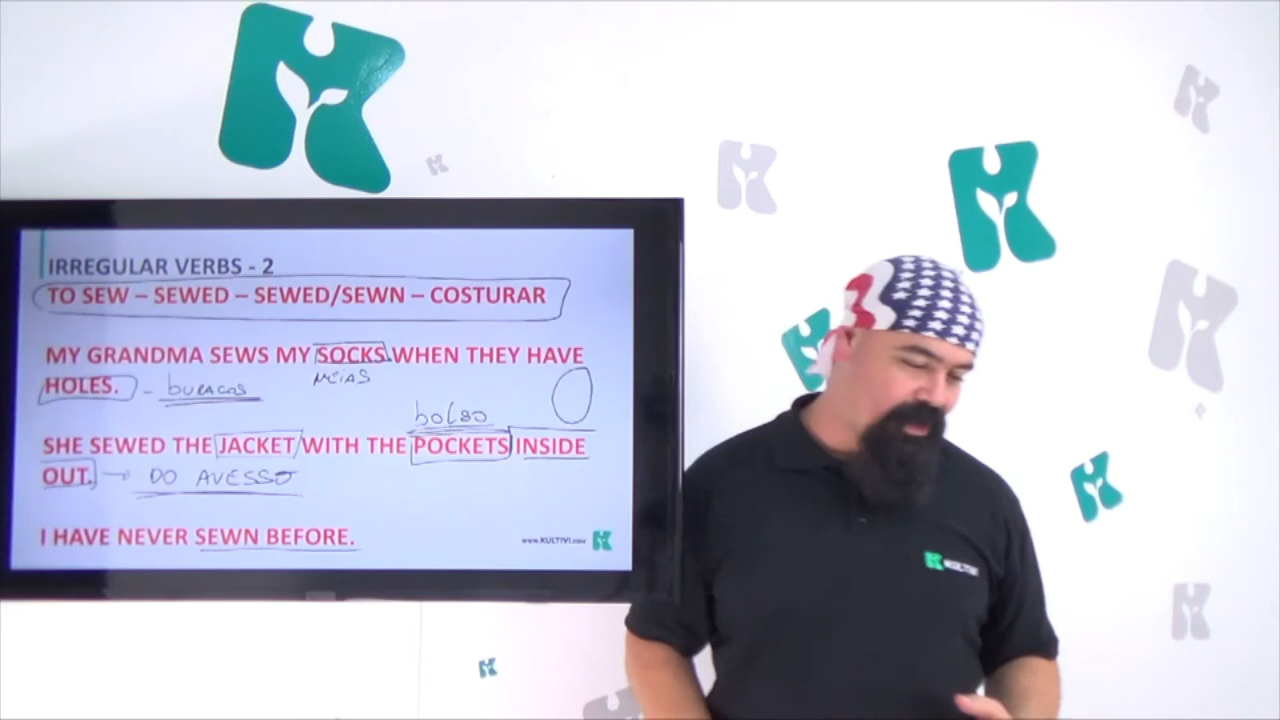 IRREGULAR VERBS - 2
TO SEW – SEWED – SEWED/SEWN – COSTURAR
MY GRANDMA SEWS MY SOCKS WHEN THEY HAVE
HOLES. - buracos
MEIAS
bolso
SHE SEWED THE JACKET WITH THE POCKETS INSIDE
OUT. → DO AVESSO
I HAVE NEVER SEWN BEFORE.
www.KULTIVI.com
KULTIVI